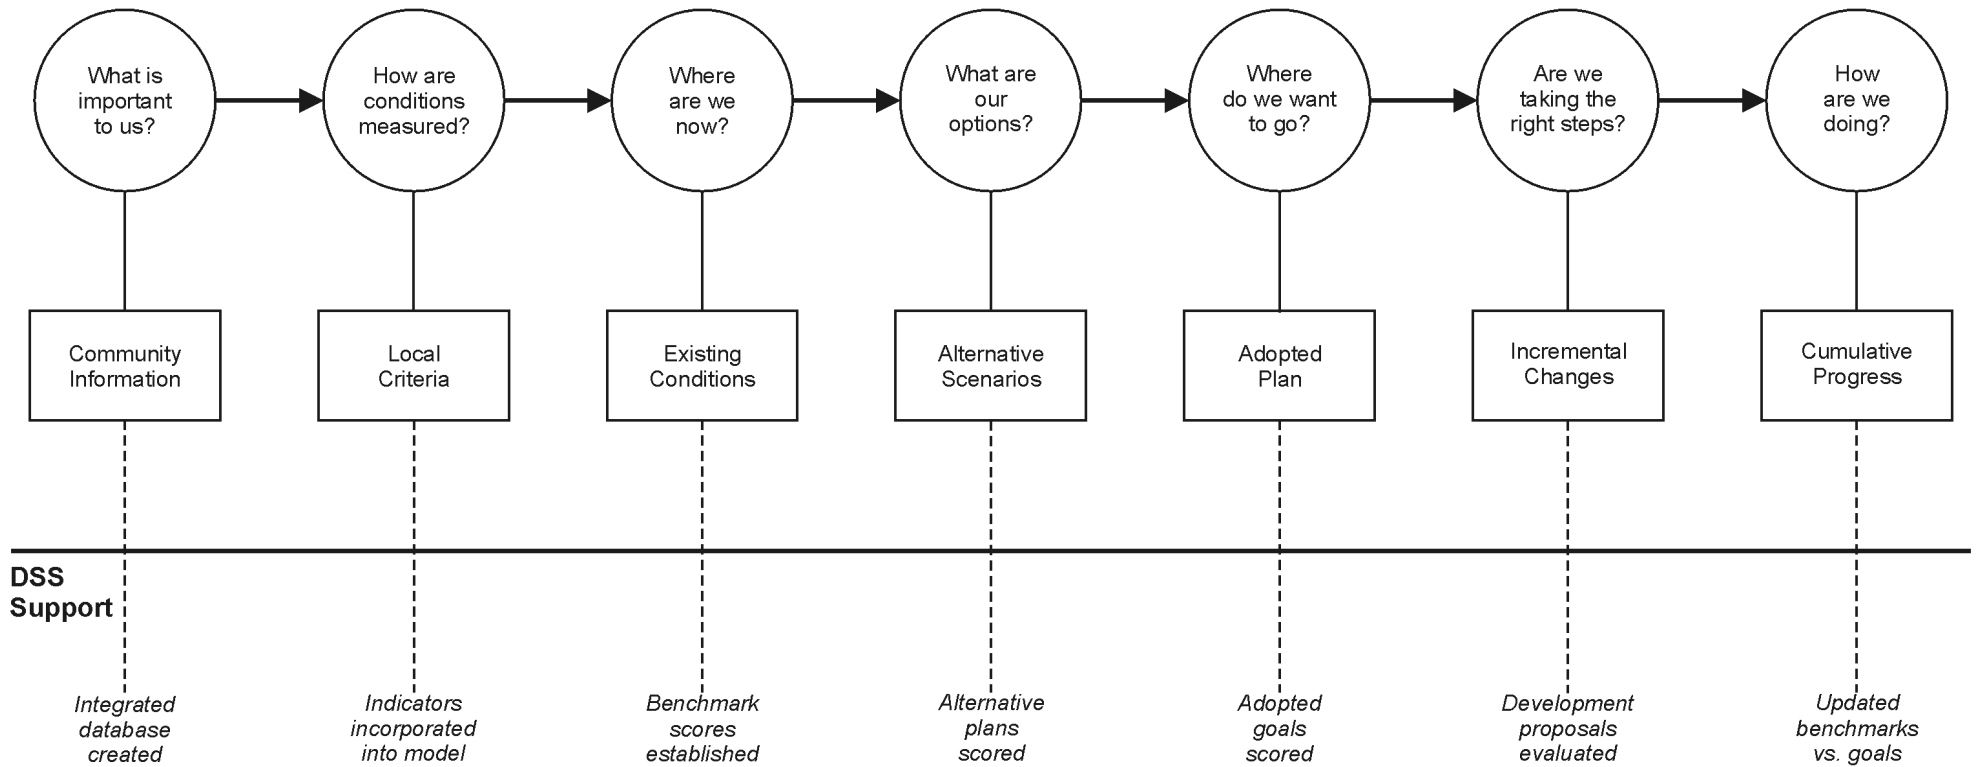 What is
important
to us?
How are
conditions
measured?
Where
are we
now?
What are
our
options?
Where
do we want
to go?
Are we
taking the
right steps?
How
are we
doing?
Community
Information
Local
Criteria
Existing
Conditions
Alternative
Scenarios
Adopted
Plan
Incremental
Changes
Cumulative
Progress
DSS
Support
Integrated
database
created
Indicators
incorporated
into model
Benchmark
scores
established
Alternative
plans
scored
Adopted
goals
scored
Development
proposals
evaluated
Updated
benchmarks
vs. goals